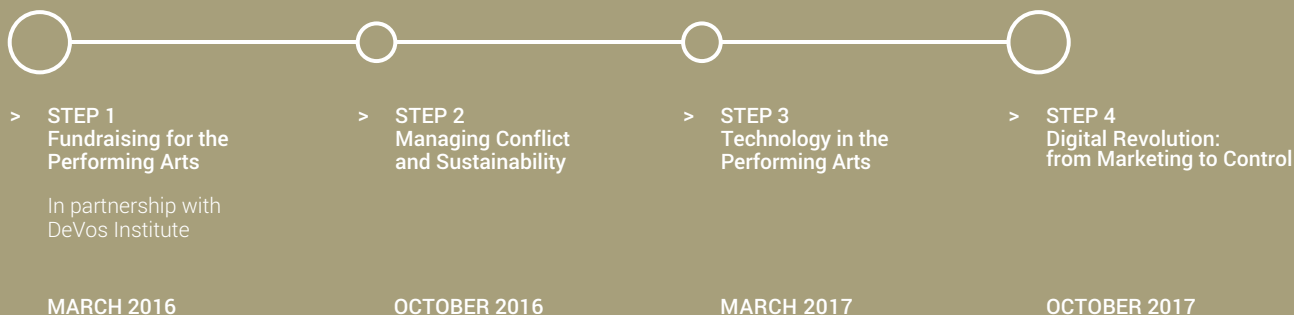 > STEP 1
Fundraising for the
Performing Arts
In partnership with
DeVos Institute
MARCH 2016
> STEP 2
Managing Conflict
and Sustainability
OCTOBER 2016
> STEP 3
Technology in the
Performing Arts
MARCH 2017
> STEP 4
Digital Revolution:
from Marketing to Control
OCTOBER 2017